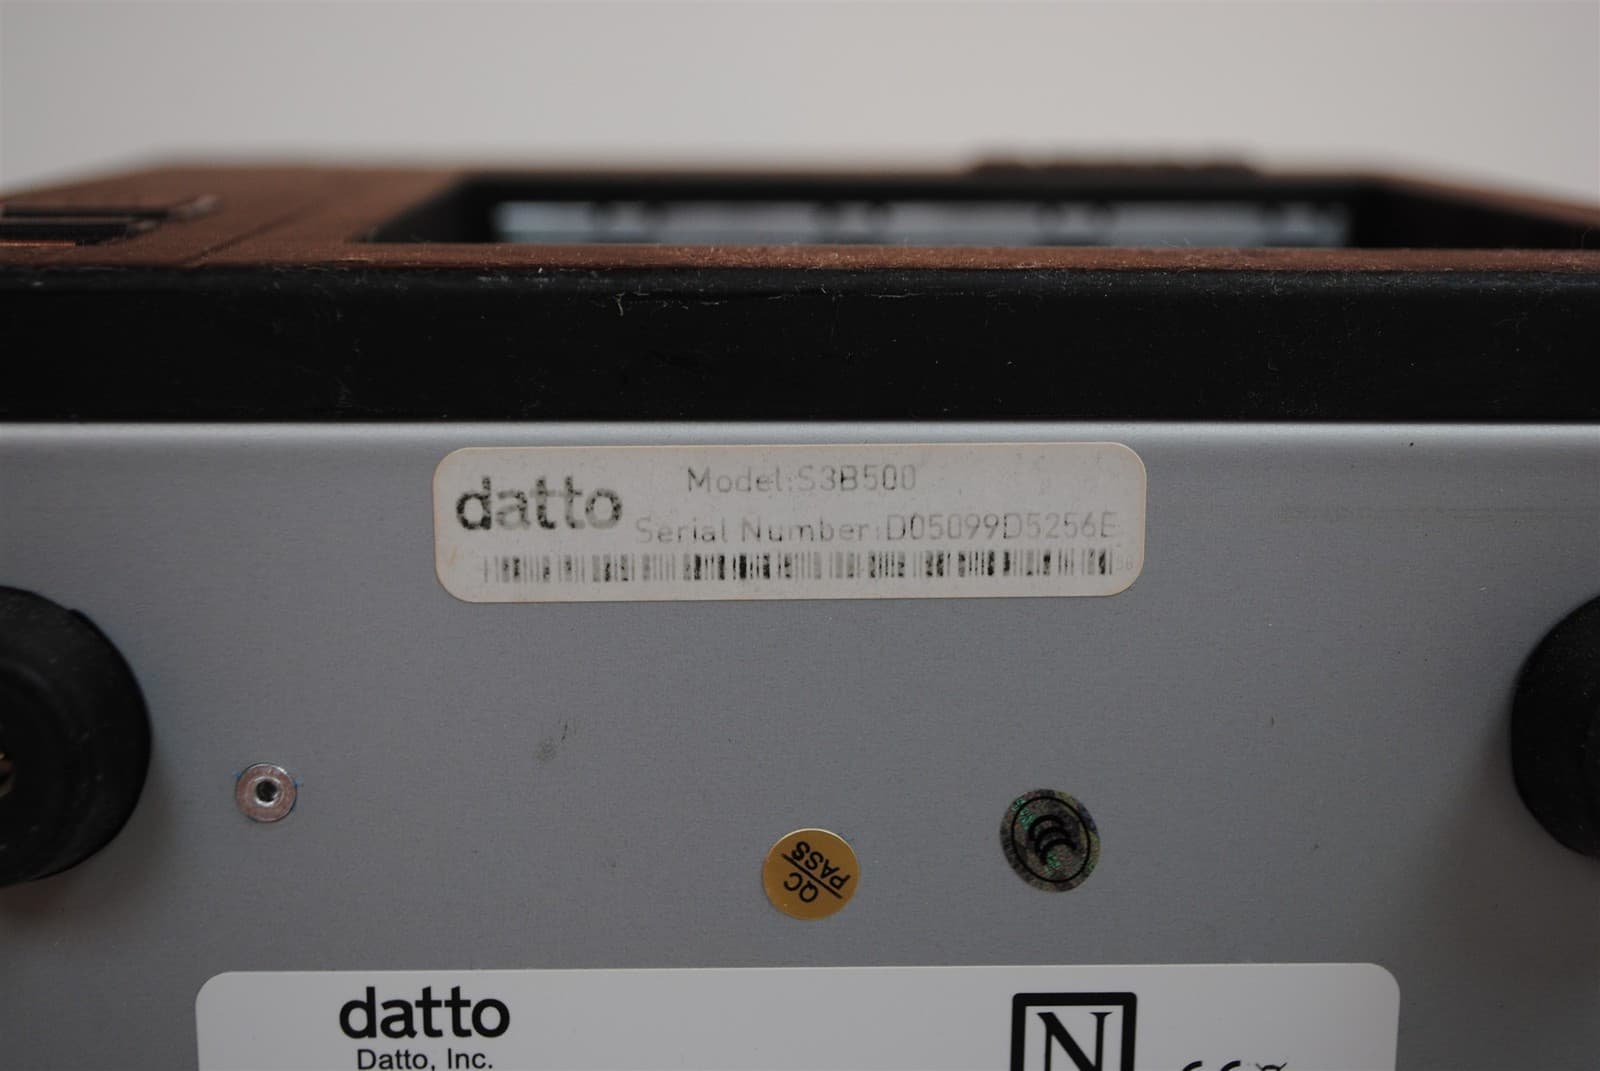 datto
Model:S3B500
Serial Number:D05099D5256E
QC
PASS
datto
Datto, Inc.
N